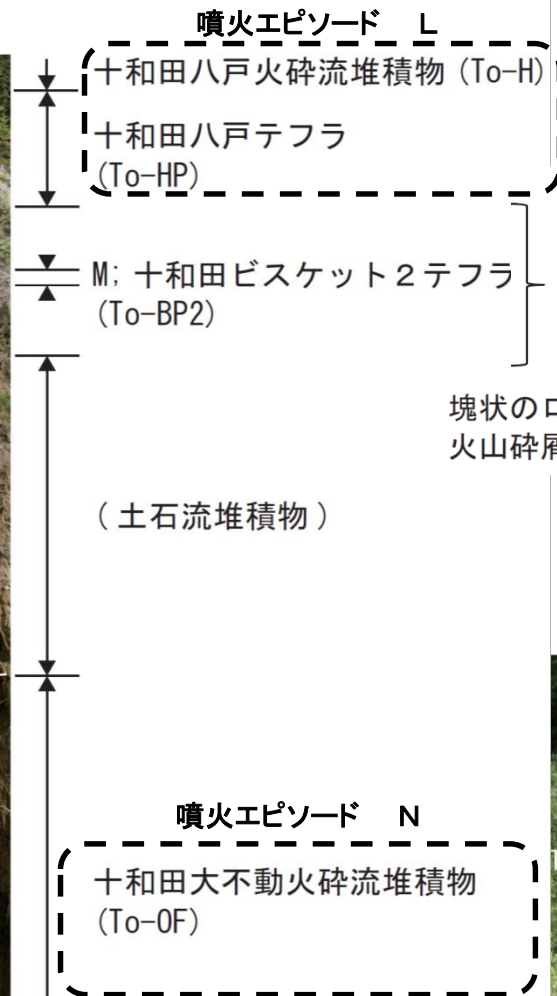 噴火エピソード L
十和田八戸火砕流堆積物 (To-H)
十和田八戸テフラ
(To-HP)
M; 十和田ビスケット2テフラ
(To-BP2)
塊状のロ
火山砕屑
(土石流堆積物)
噴火エピソード N
十和田大不動火砕流堆積物
(To-OF)